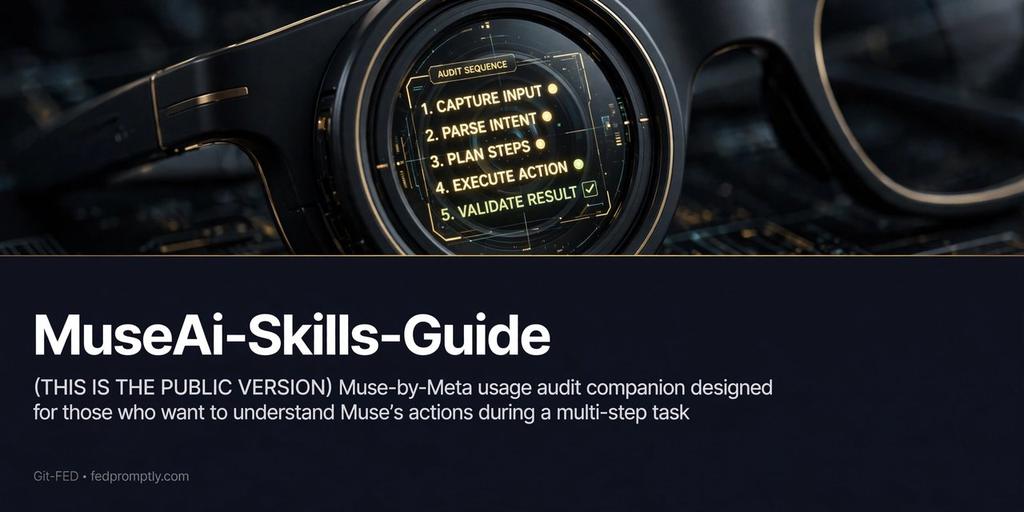 AUDIT SEQUENCE
1. CAPTURE INPUT
2. PARSE INTENT
3. PLAN STEPS
4. EXECUTE ACTION
5. VALIDATE RESULT
MuseAi-Skills-Guide
(THIS IS THE PUBLIC VERSION) Muse-by-Meta usage audit companion designed
for those who want to understand Muse’s actions during a multi-step task
Git-FED • fedpromptly.com